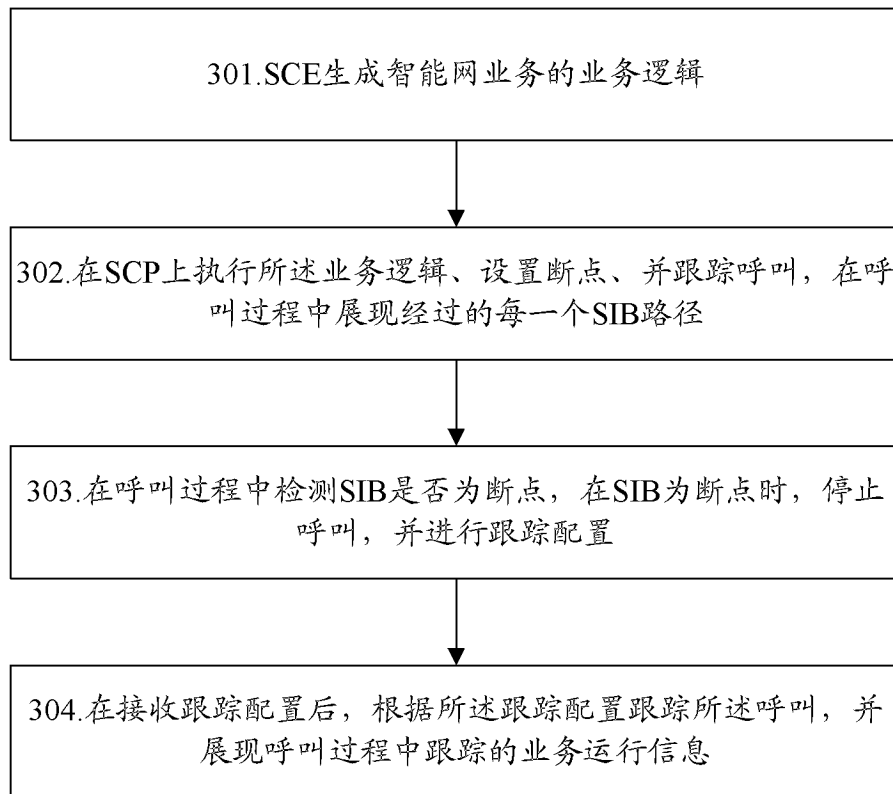 301.SCE生成智能网业务的业务逻辑
302.在SCP上执行所述业务逻辑、设置断点、并跟踪呼叫，在呼
叫过程中展现经过的每一个SIB路径
303.在呼叫过程中检测SIB是否为断点，在SIB为断点时，停止
呼叫，并进行跟踪配置
304.在接收跟踪配置后，根据所述跟踪配置跟踪所述呼叫，并
展现呼叫过程中跟踪的业务运行信息